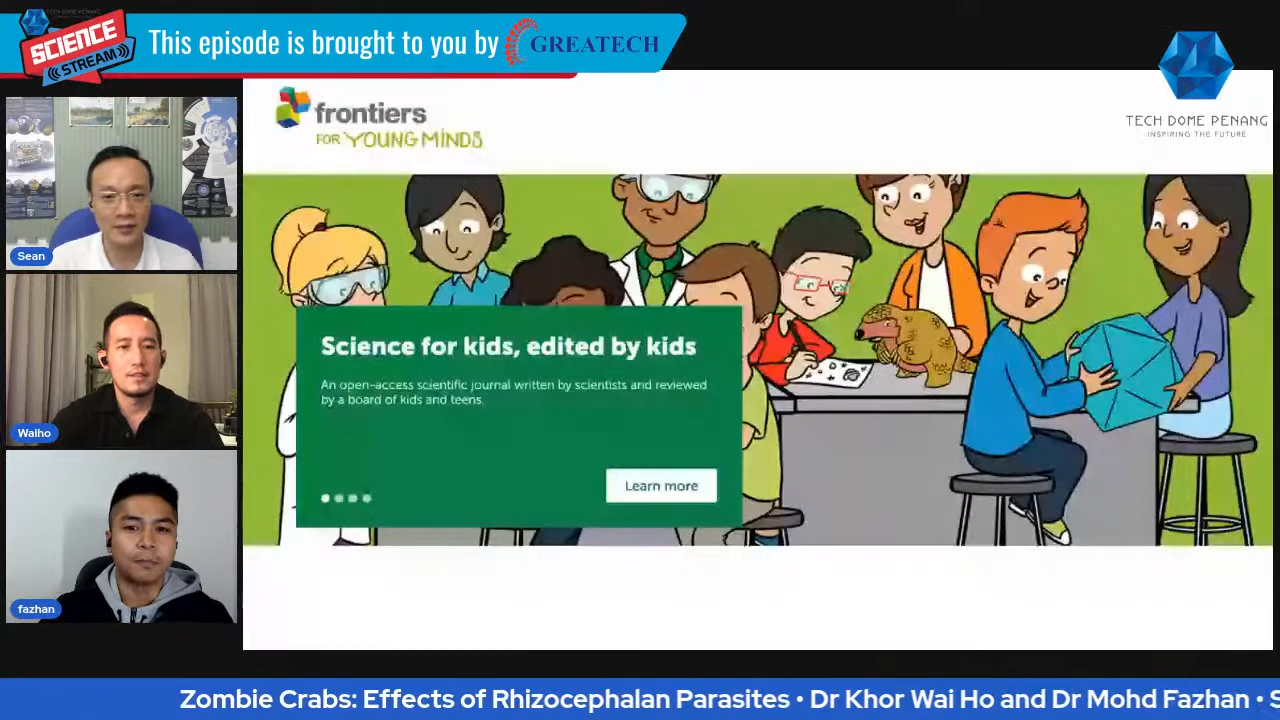 TECH DOME PENANG
SCIENCE
STREAM
This episode is brought to you by
GREATECH
frontiers
FOR YOUNG MINDS
TECH DOME PENANG
INSPIRING THE FUTURE
Sean
Waiho
fazhan
Science for kids, edited by kids
An open-access scientific journal written by scientists and reviewed
by a board of kids and teens.
Learn more
Zombie Crabs: Effects of Rhizocephalan Parasites • Dr Khor Wai Ho and Dr Mohd Fazhan • S